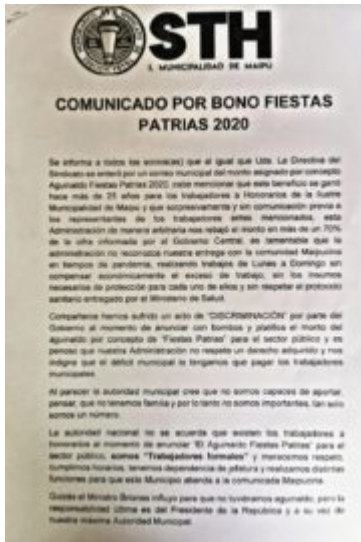 STH
I. MUNICIPALIDAD DE MAIPU
COMUNICADO POR BONO FIESTAS
PATRIAS 2020
Se informa a todos los socios(as) que al igual que Uds. La Directiva del
Sindicato se enteró por un correo municipal del monto asignado por concepto
Aguinaldo Fiestas Patrias 2020, cabe mencionar que este beneficio se ganó
hace más de 25 años para los trabajadores a Honorarios de la Ilustre
Municipalidad de Maipú y que sorpresivamente y sin comunicación previa a
los representantes de los trabajadores antes mencionados, esta
Administración de manera arbitraria nos rebajó el monto en más de un 70%
de la cifra informada por el Gobierno Central, es lamentable que la
administración no reconozca nuestra entrega con la comunidad Maipucina
en tiempos de pandemia, realizando trabajos de Lunes a Domingo sin
compensar económicamente el exceso de trabajo, sin los insumos
necesarios de protección para cada uno de ellos y sin respetar el protocolo
sanitario entregado por el Ministerio de Salud.
Compañeros hemos sufrido un acto de "DISCRIMINACIÓN" por parte del
Gobierno al momento de anunciar con bombos y platillos el monto del
aguinaldo por concepto de "Fiestas Patrias" para el sector público y es
penoso que nuestra Administración no respete un derecho adquirido y nos
indigna que el déficit municipal lo tengamos que pagar los trabajadores
municipales.
Al parecer la autoridad municipal cree que no somos capaces de aportar,
pensar, que no tenemos familia y por lo tanto no somos importantes, tan solo
somos un número.
La autoridad nacional no se acuerda que existen los trabajadores a
honorarios al momento de anunciar "El Aguinaldo Fiestas Patrias" para el
sector público, somos "Trabajadores formales" y merecemos respeto,
cumplimos horarios, tenemos dependencia de jefatura y realizamos distintas
funciones para que este Municipio atienda a la comunidad Maipucina.
Quizás el Ministro Briones influyó para que no tuviéramos aguinaldo, pero la
responsabilidad última es del Presidente de la República y a su vez de
nuestra máxima Autoridad Municipal.